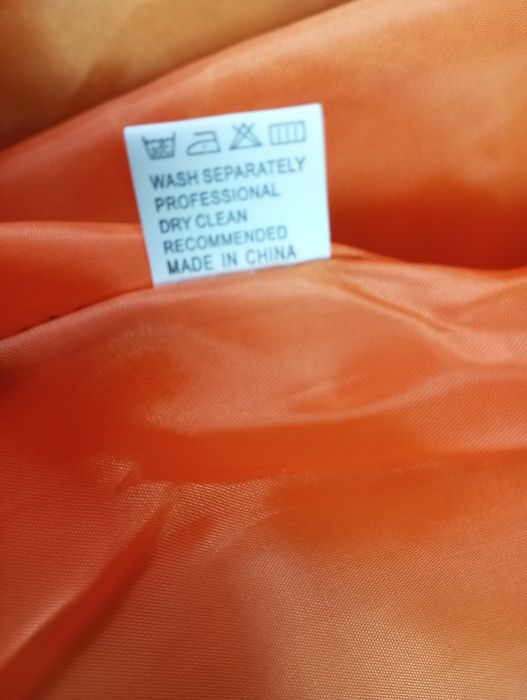 WASH SEPARATELY
PROFESSIONAL
DRY CLEAN
RECOMMENDED
MADE IN CHINA